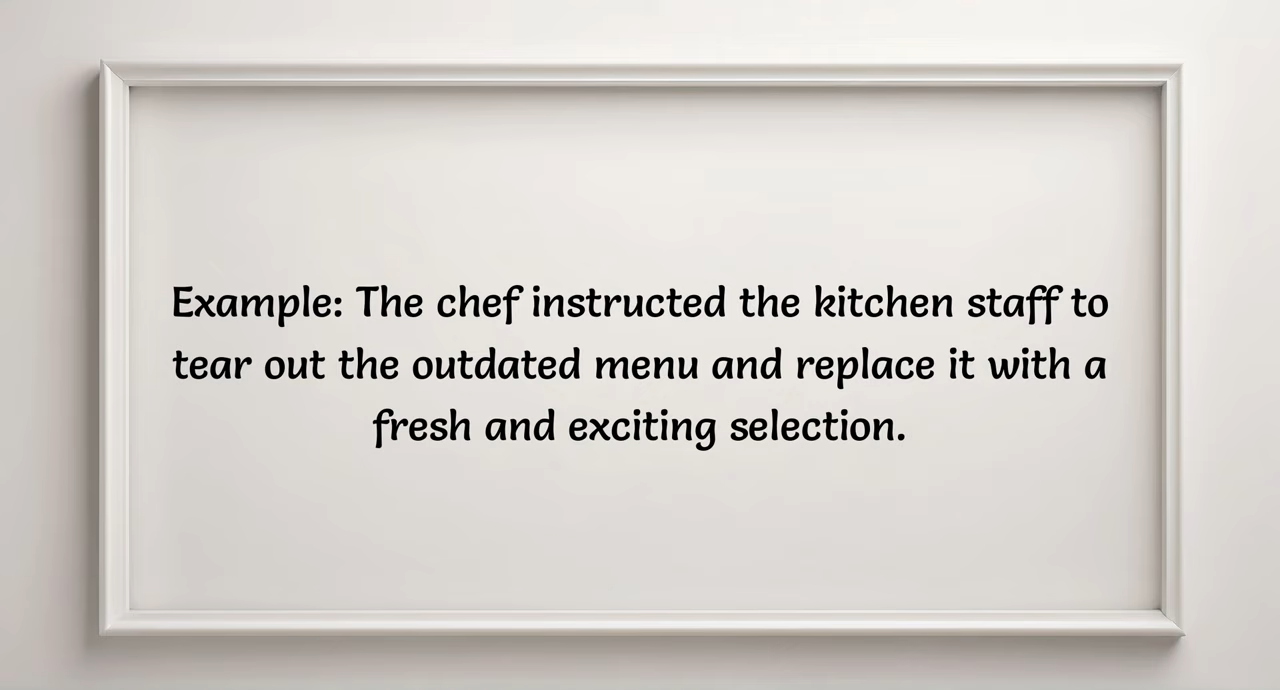 Example: The chef instructed the kitchen staff to
tear out the outdated menu and replace it with a
fresh and exciting selection.